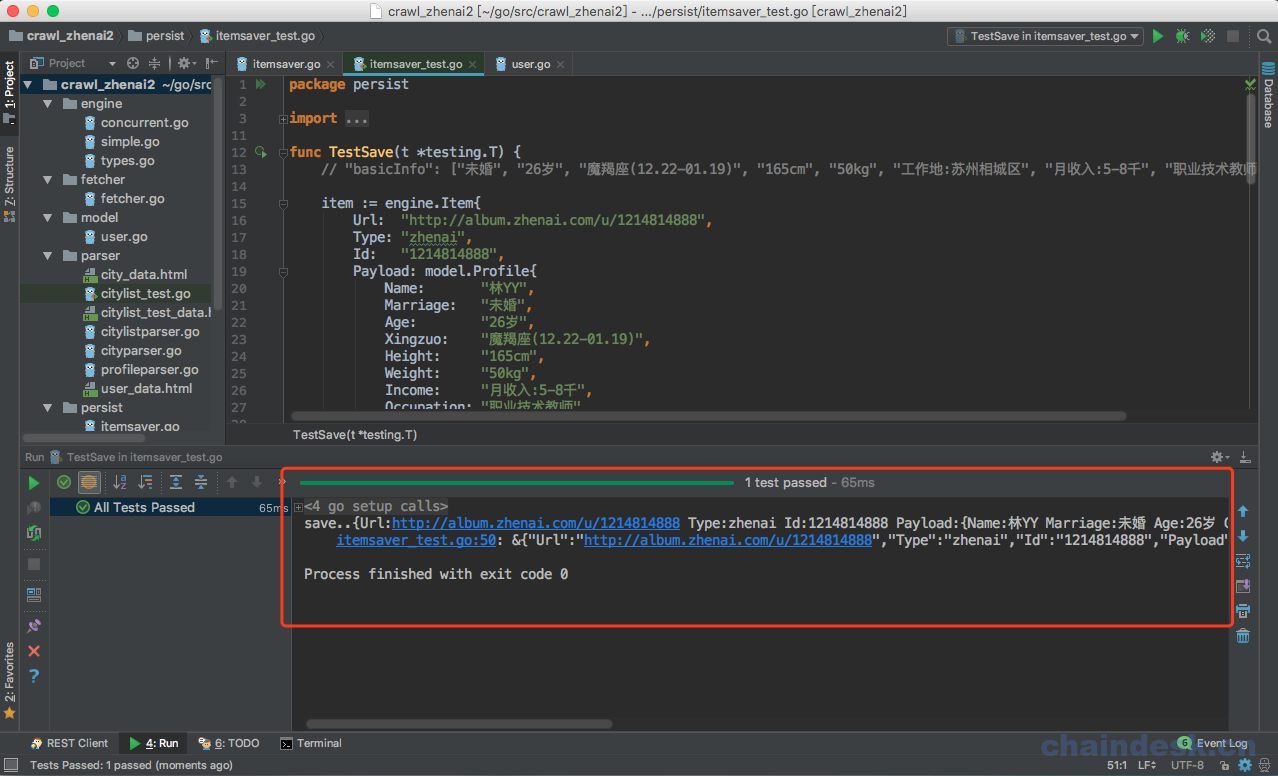 crawl_zhenai2 [~/go/src/crawl_zhenai2] - .../persist/itemsaver_test.go [crawl_zhenai2]
crawl_zhenai2 persist itemsaver_test.go TestSave in itemsaver_test.go
1: Project
Z: Structure
2: Favorites
Database
Project
crawl_zhenai2 ~/go/src
engine
concurrent.go
simple.go
types.go
fetcher
fetcher.go
model
user.go
parser
city_data.html
citylist_test.go
citylist_test_data.h
citylistparser.go
cityparser.go
profileparser.go
user_data.html
persist
itemsaver.go
itemsaver.go itemsaver_test.go user.go
1 package persist
2
3 import ...
11
12 func TestSave(t *testing.T) {
13 // "basicInfo": ["未婚", "26岁", "魔羯座(12.22-01.19)", "165cm", "50kg", "工作地:苏州相城区", "月收入:5-8千", "职业技术教师
14
15 item := engine.Item{
16 Url: "http://album.zhenai.com/u/1214814888",
17 Type: "zhenai",
18 Id: "1214814888",
19 Payload: model.Profile{
20 Name: "林YY",
21 Marriage: "未婚",
22 Age: "26岁",
23 Xingzuo: "魔羯座(12.22-01.19)",
24 Height: "165cm",
25 Weight: "50kg",
26 Income: "月收入:5-8千",
27 Occupation: "职业技术教师"
28
TestSave(t *testing.T)
Run TestSave in itemsaver_test.go
1 test passed - 65ms
All Tests Passed 65ms
<4 go setup calls>
save..{Url:http://album.zhenai.com/u/1214814888 Type:zhenai Id:1214814888 Payload:{Name:林YY Marriage:未婚 Age:26岁
itemsaver_test.go:50: &{"Url":"http://album.zhenai.com/u/1214814888","Type":"zhenai","Id":"1214814888","Payload"
Process finished with exit code 0
REST Client 4: Run 6: TODO Terminal 6 Event Log
chaindesk.cn
Tests Passed: 1 passed (moments ago) 51:1 LF UTF-8